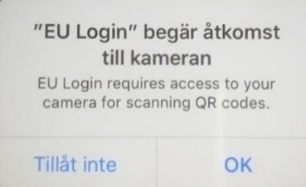 ”EU Login” begär åtkomst
till kameran
EU Login requires access to your
camera for scanning QR codes.
Tillåt inte OK